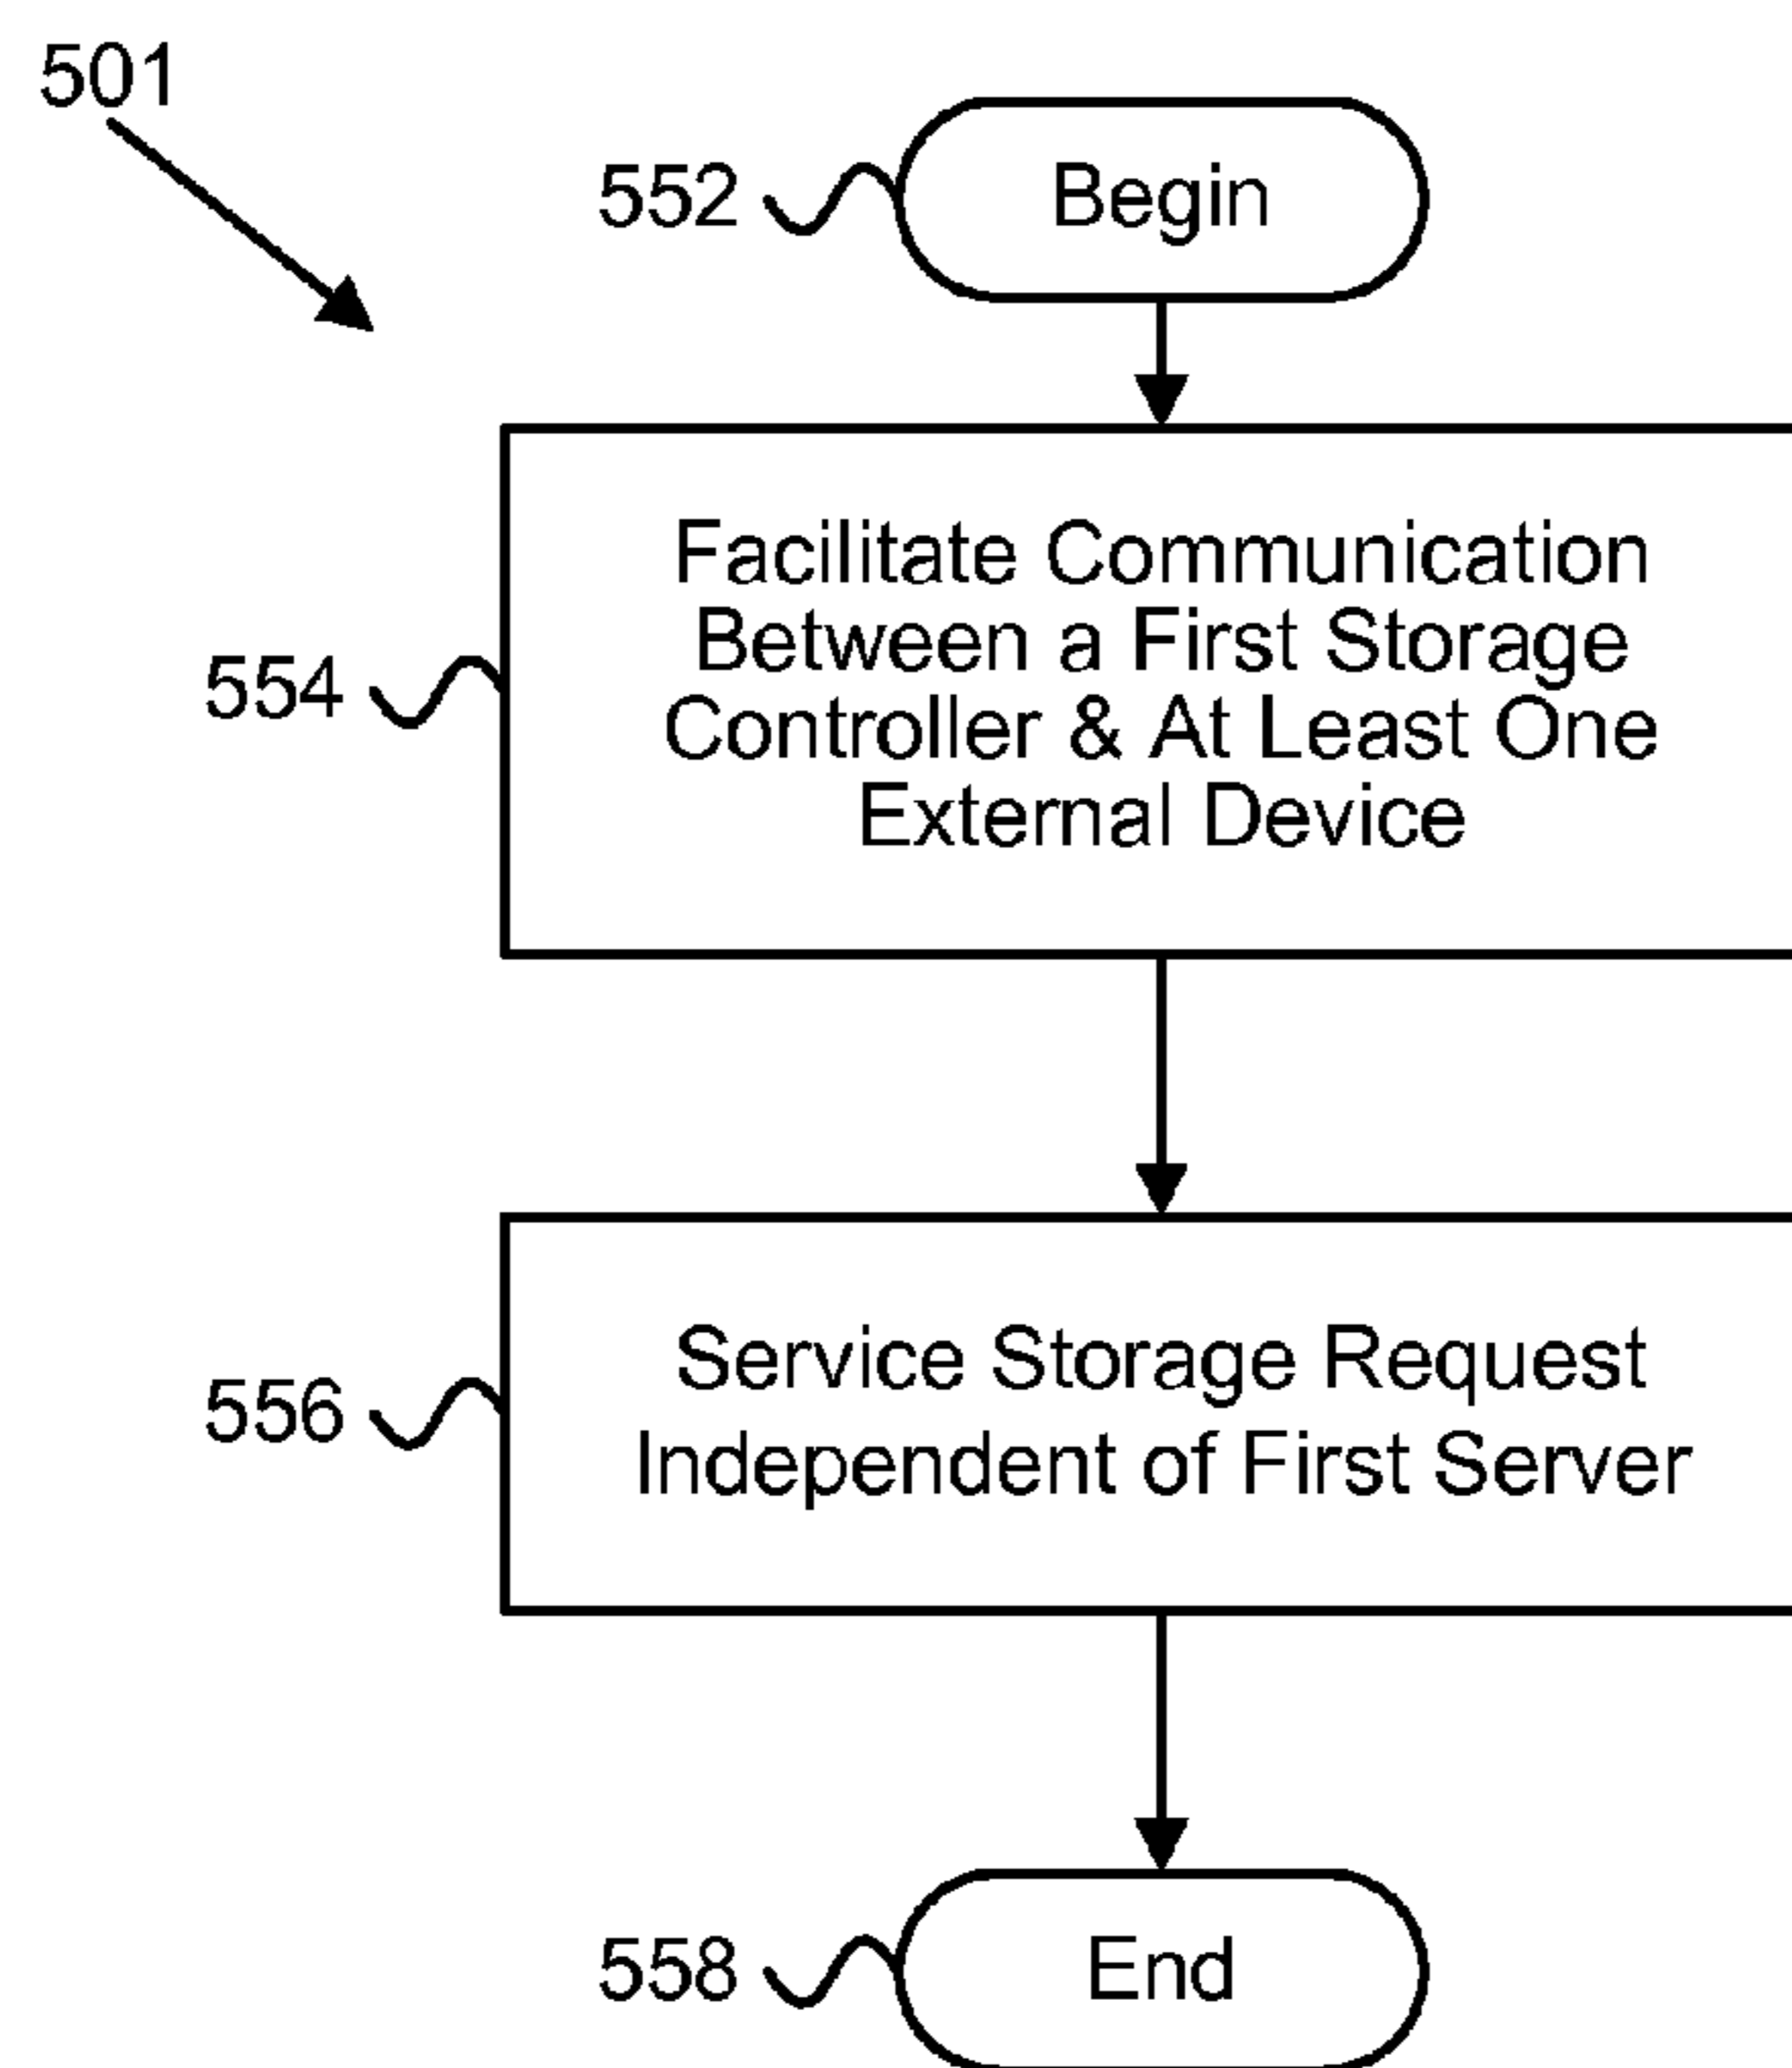 501
552
Begin
554
Facilitate Communication
Between a First Storage
Controller & At Least One
External Device
556
Service Storage Request
Independent of First Server
558
End